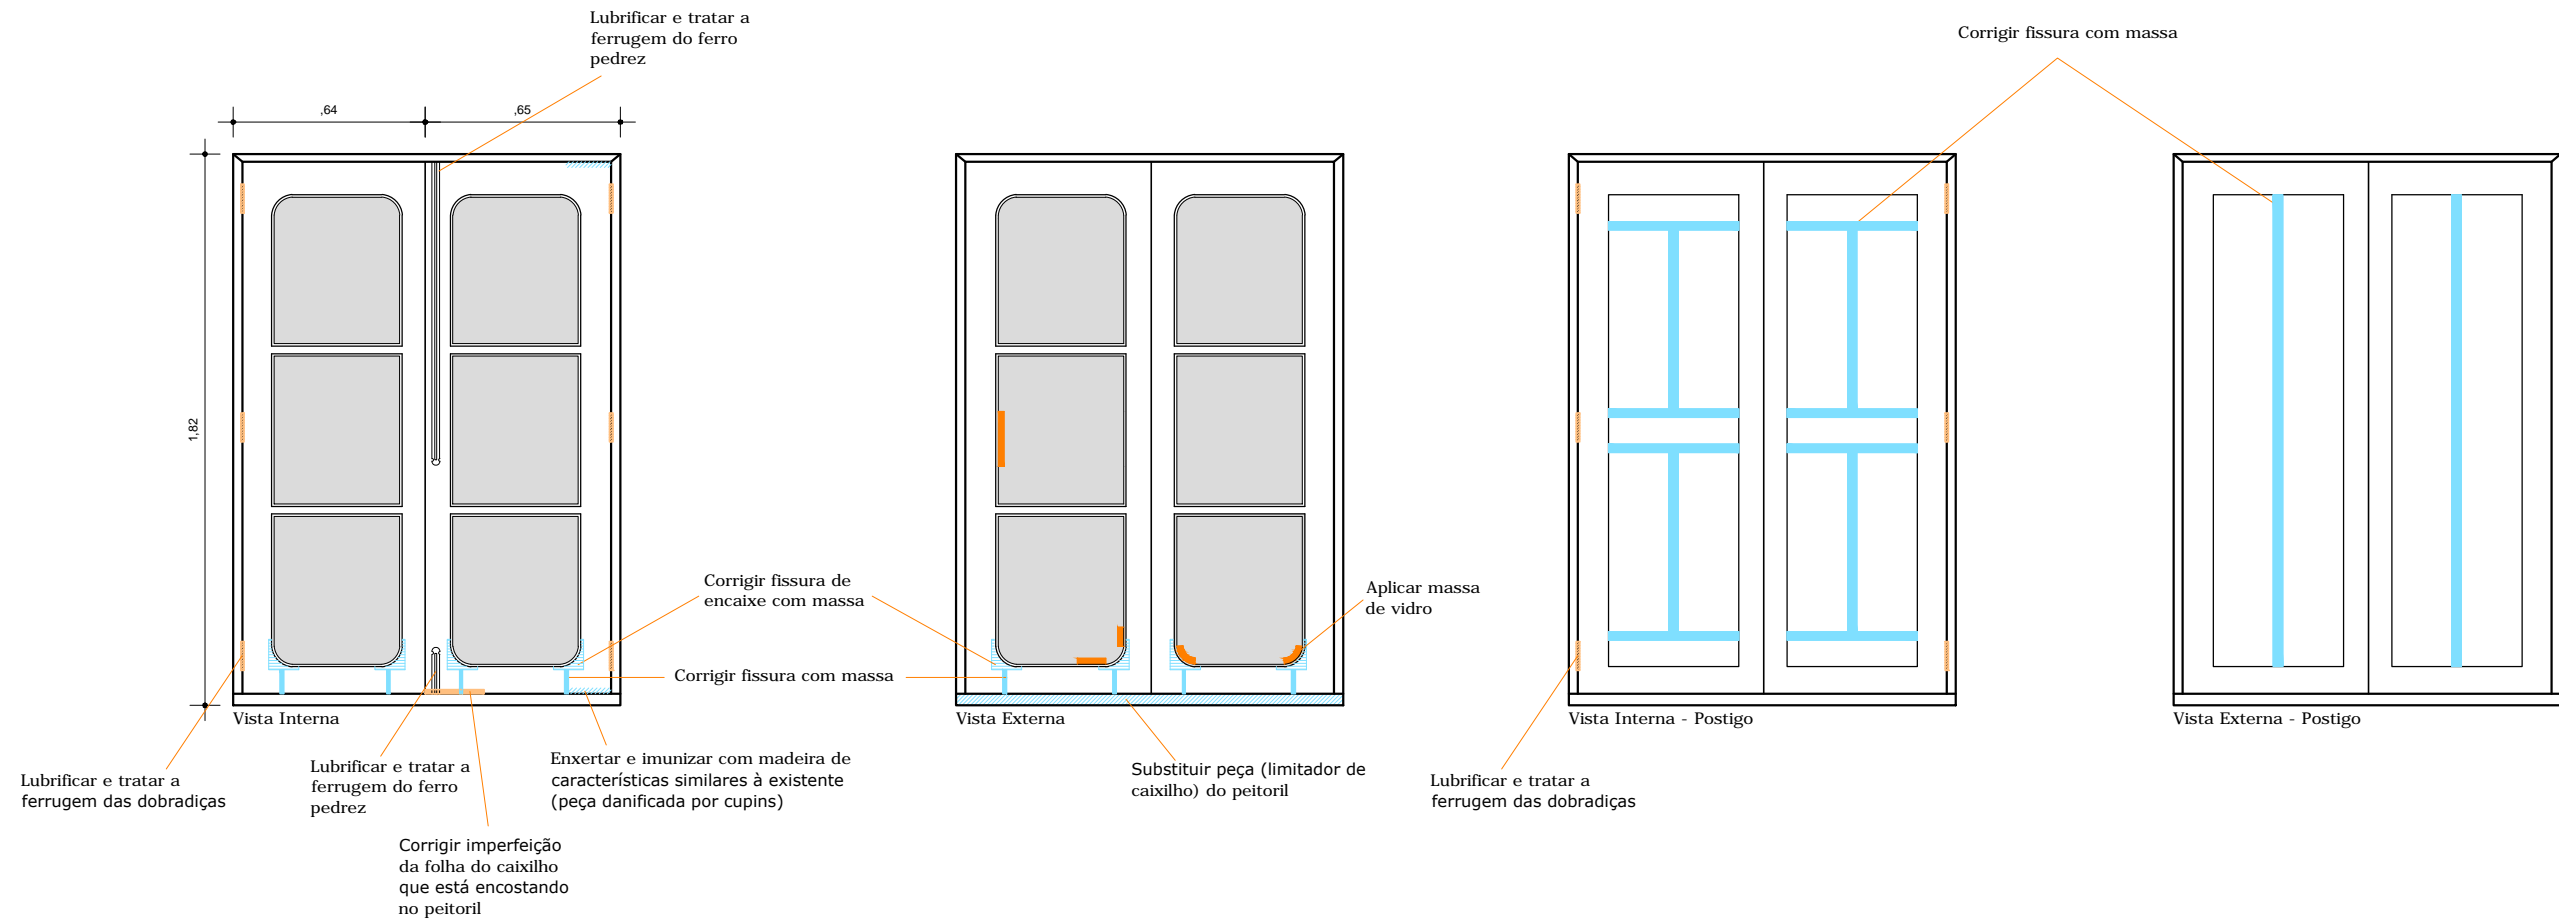 Lubrificar e tratar a
ferrugem do ferro
pedrez
Corrigir fissura com massa
,64
,65
1,82
Corrigir fissura de
encaixe com massa
Aplicar massa
de vidro
Corrigir fissura com massa
Vista Interna
Vista Externa
Vista Interna - Postigo
Vista Externa - Postigo
Lubrificar e tratar a
ferrugem das dobradiças
Lubrificar e tratar a
ferrugem do ferro
pedrez
Enxertar e imunizar com madeira de
características similares à existente
(peça danificada por cupins)
Substituir peça (limitador de
caixilho) do peitoril
Lubrificar e tratar a
ferrugem das dobradiças
Corrigir imperfeição
da folha do caixilho
que está encostando
no peitoril